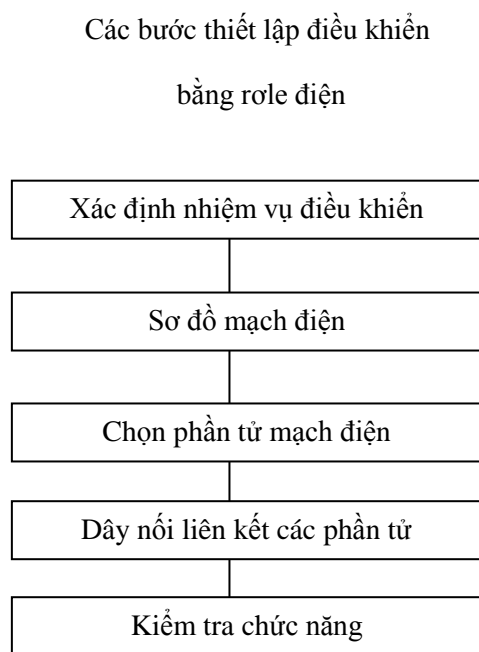 Các bước thiết lập điều khiển
bằng rơle điện
Xác định nhiệm vụ điều khiển
Sơ đồ mạch điện
Chọn phần tử mạch điện
Dây nối liên kết các phần tử
Kiểm tra chức năng